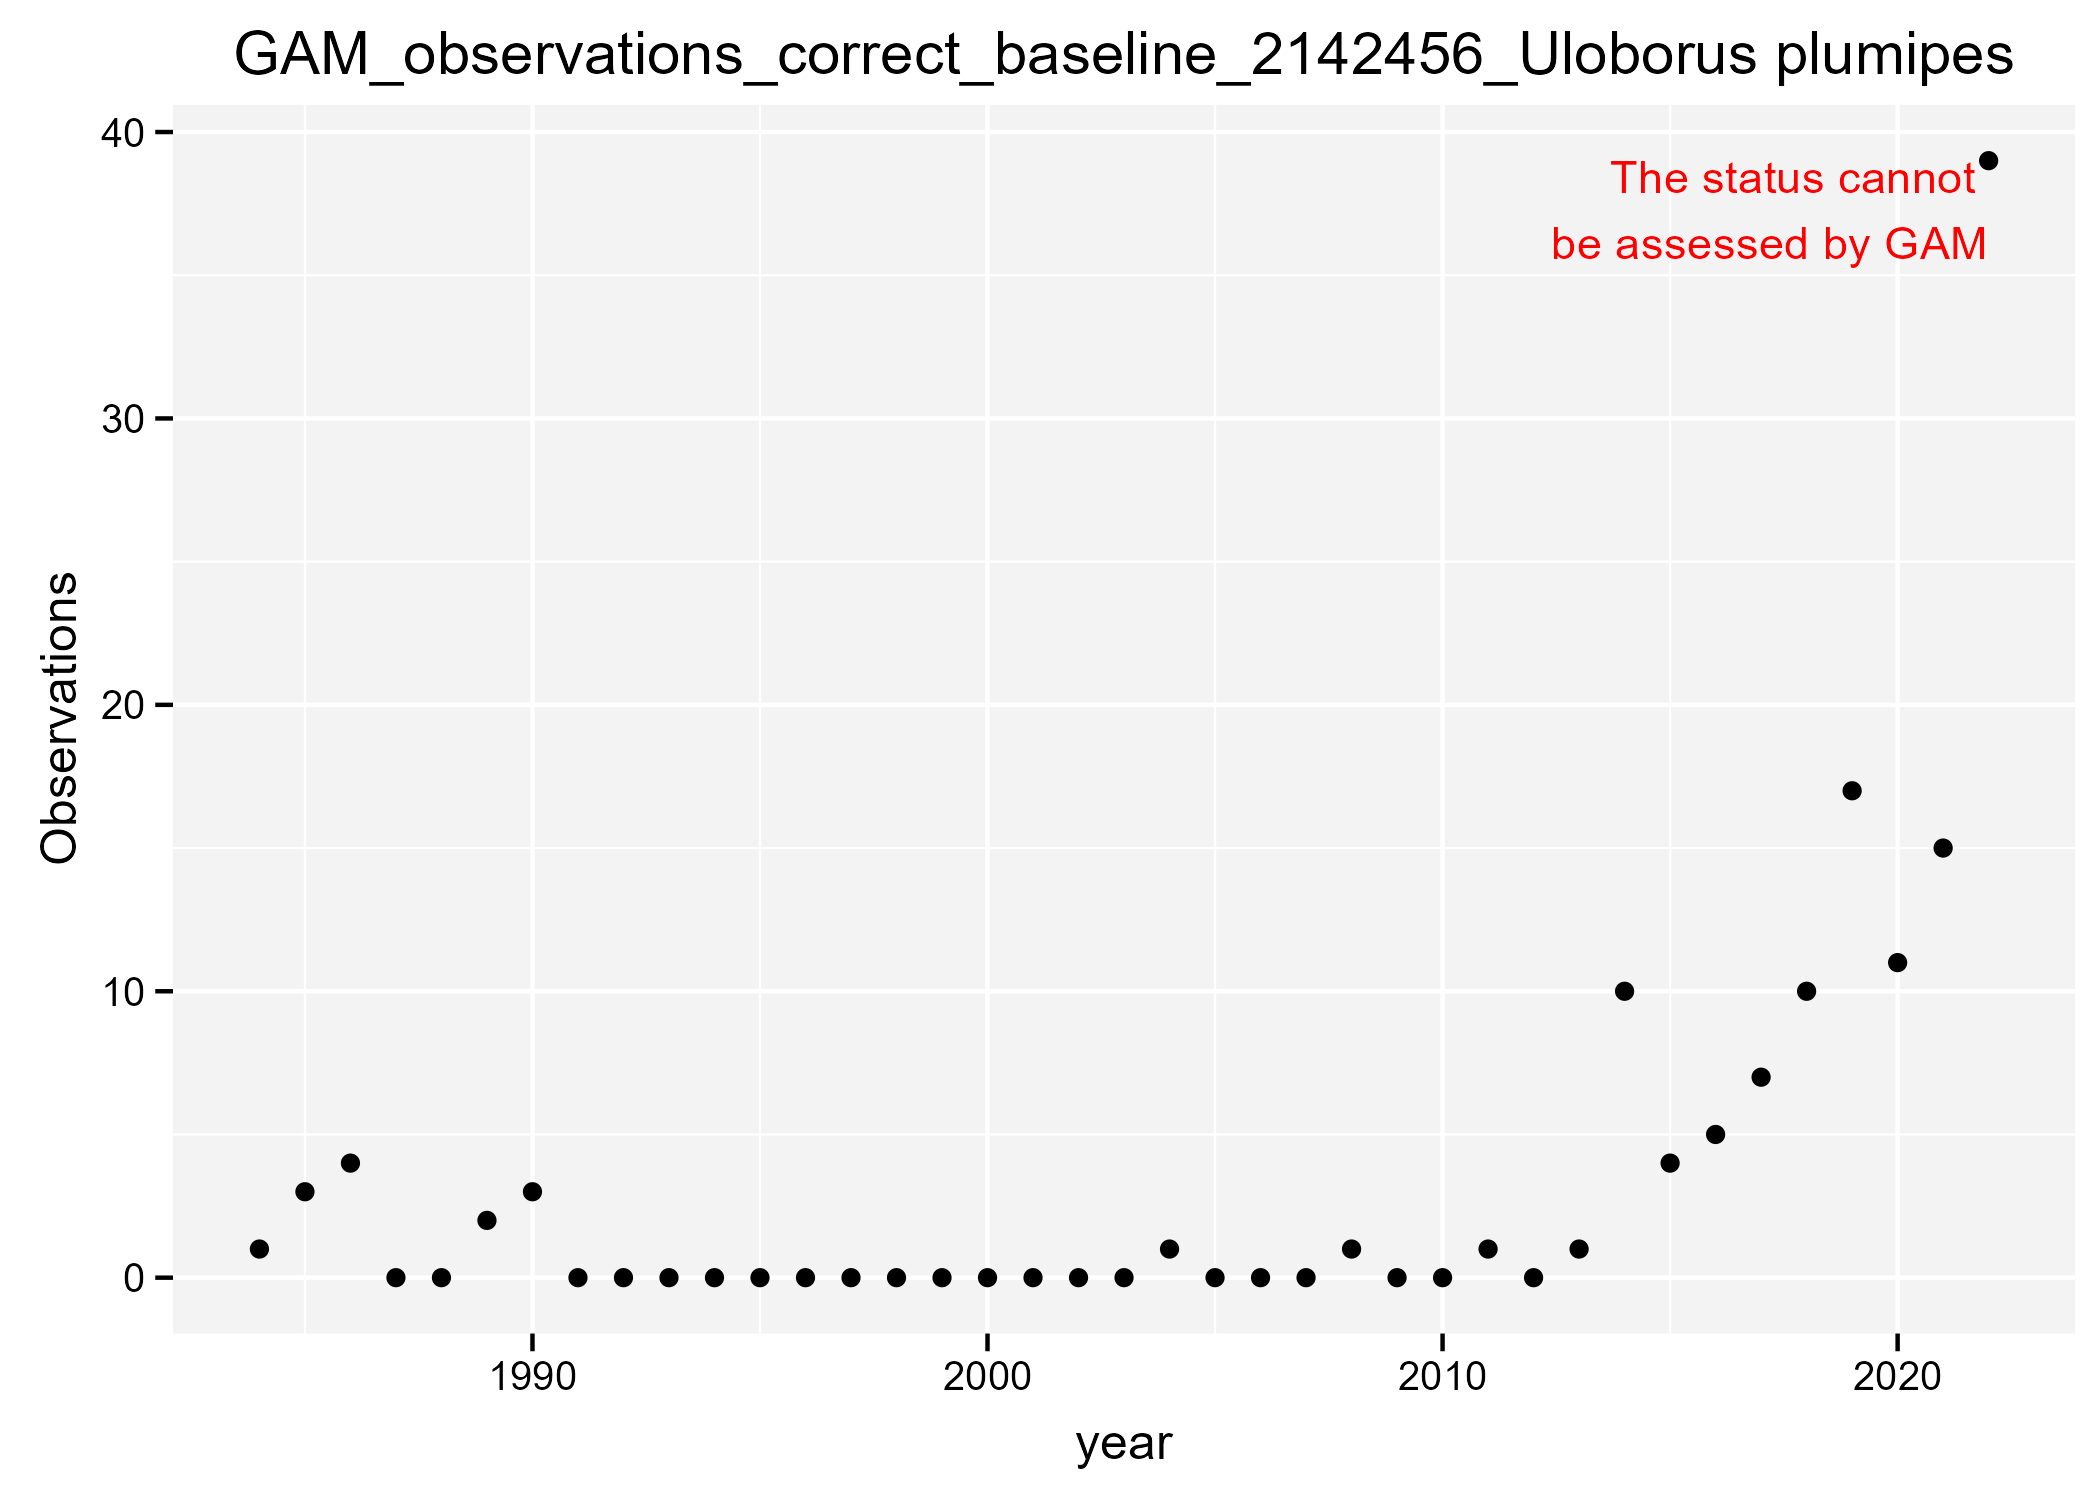 GAM_observations_correct_baseline_2142456_Uloborus plumipes
40
The status cannot
be assessed by GAM
30
Observations
20
10
0
1990 2000 2010 2020
year